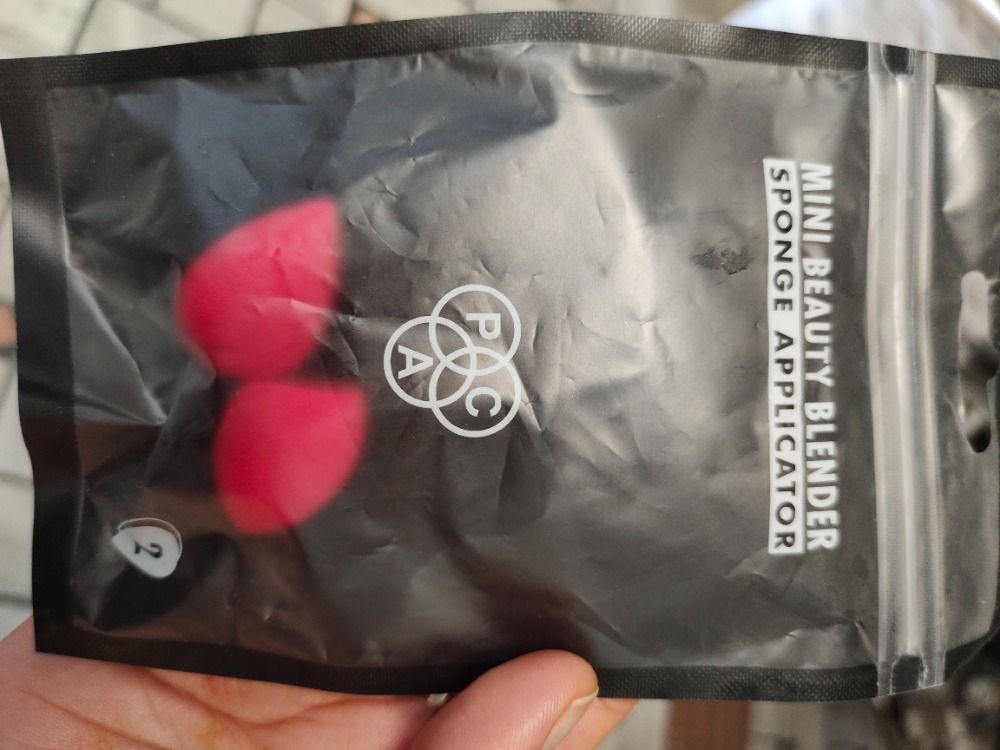 MINI BEAUTY BLENDER
SPONGE APPLICATOR
P
A C
2